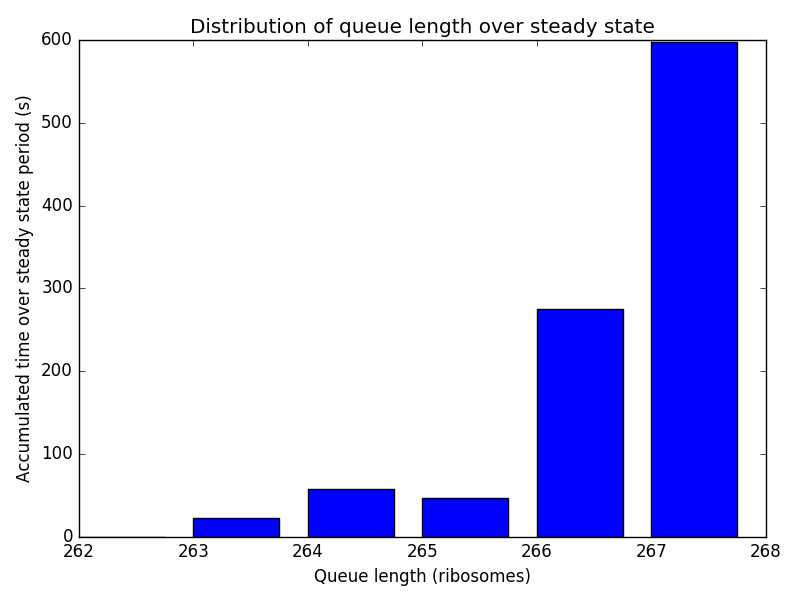 Distribution of queue length over steady state
Accumulated time over steady state period (s)
600
500
400
300
200
100
0
262 263 264 265 266 267 268
Queue length (ribosomes)